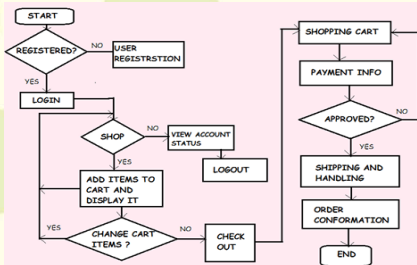 START
REGISTERED?
NO
USER
REGISTRSTION
YES
LOGIN
SHOP
NO
VIEW ACCOUNT
STATUS
LOGOUT
YES
ADD ITEMS TO
CART AND
DISPLAY IT
YES
CHANGE CART
ITEMS ?
NO
CHECK
OUT
SHOPPING CART
PAYMENT INFO
APPROVED?
NO
YES
SHIPPING AND
HANDLING
ORDER
CONFORMATION
END